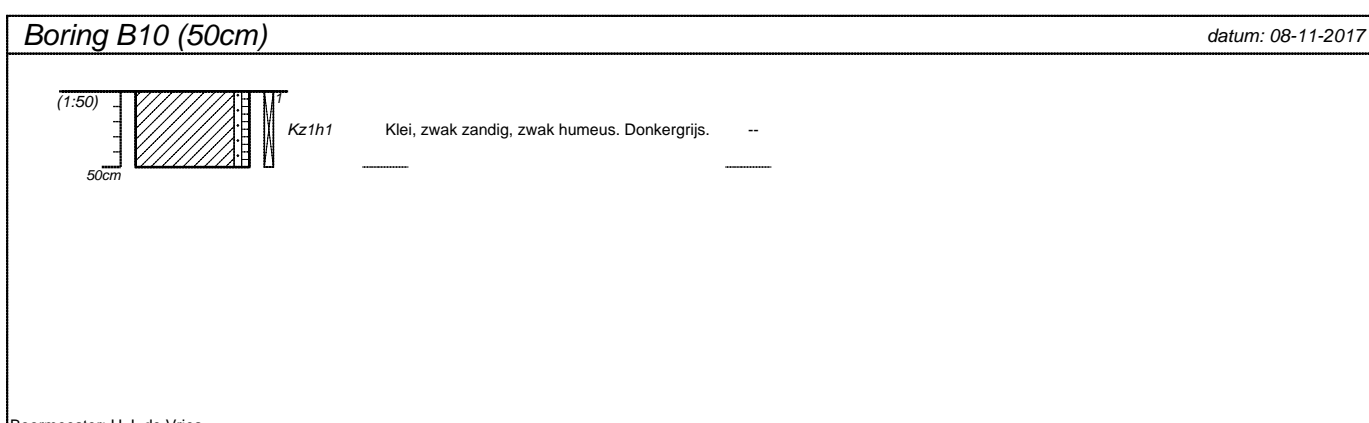 Boring B10 (50cm) datum: 08-11-2017
(1:50) 1
Kz1h1 Klei, zwak zandig, zwak humeus. Donkergrijs. --
50cm